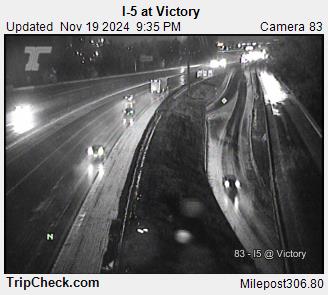 I-5 at Victory
Updated Nov 19 2024 9:35 PM Camera 83
T
N
83 - I5 @ Victory
TripCheck.com Milepost306.80